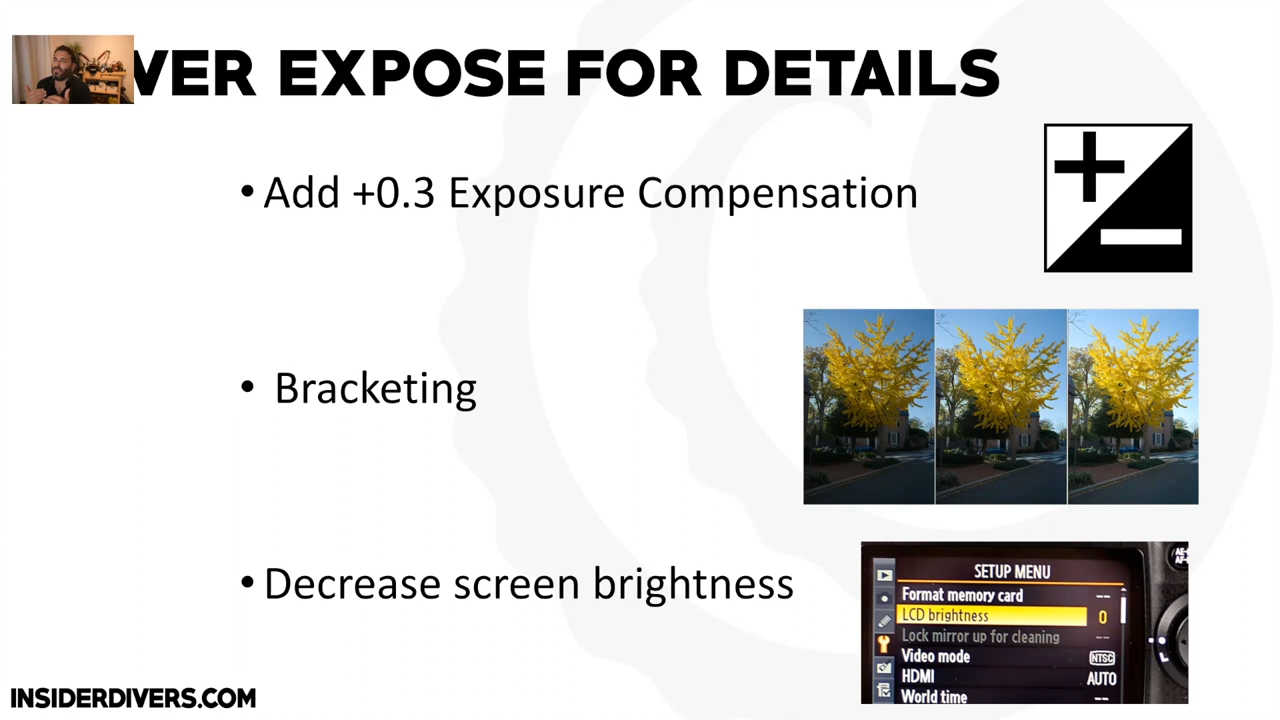 VER EXPOSE FOR DETAILS
• Add +0.3 Exposure Compensation
• Bracketing
• Decrease screen brightness
SETUP MENU
Format memory card --
LCD brightness 0
Lock mirror up for cleaning --
Video mode NTSC
HDMI AUTO
World time --
INSIDERDIVERS.COM